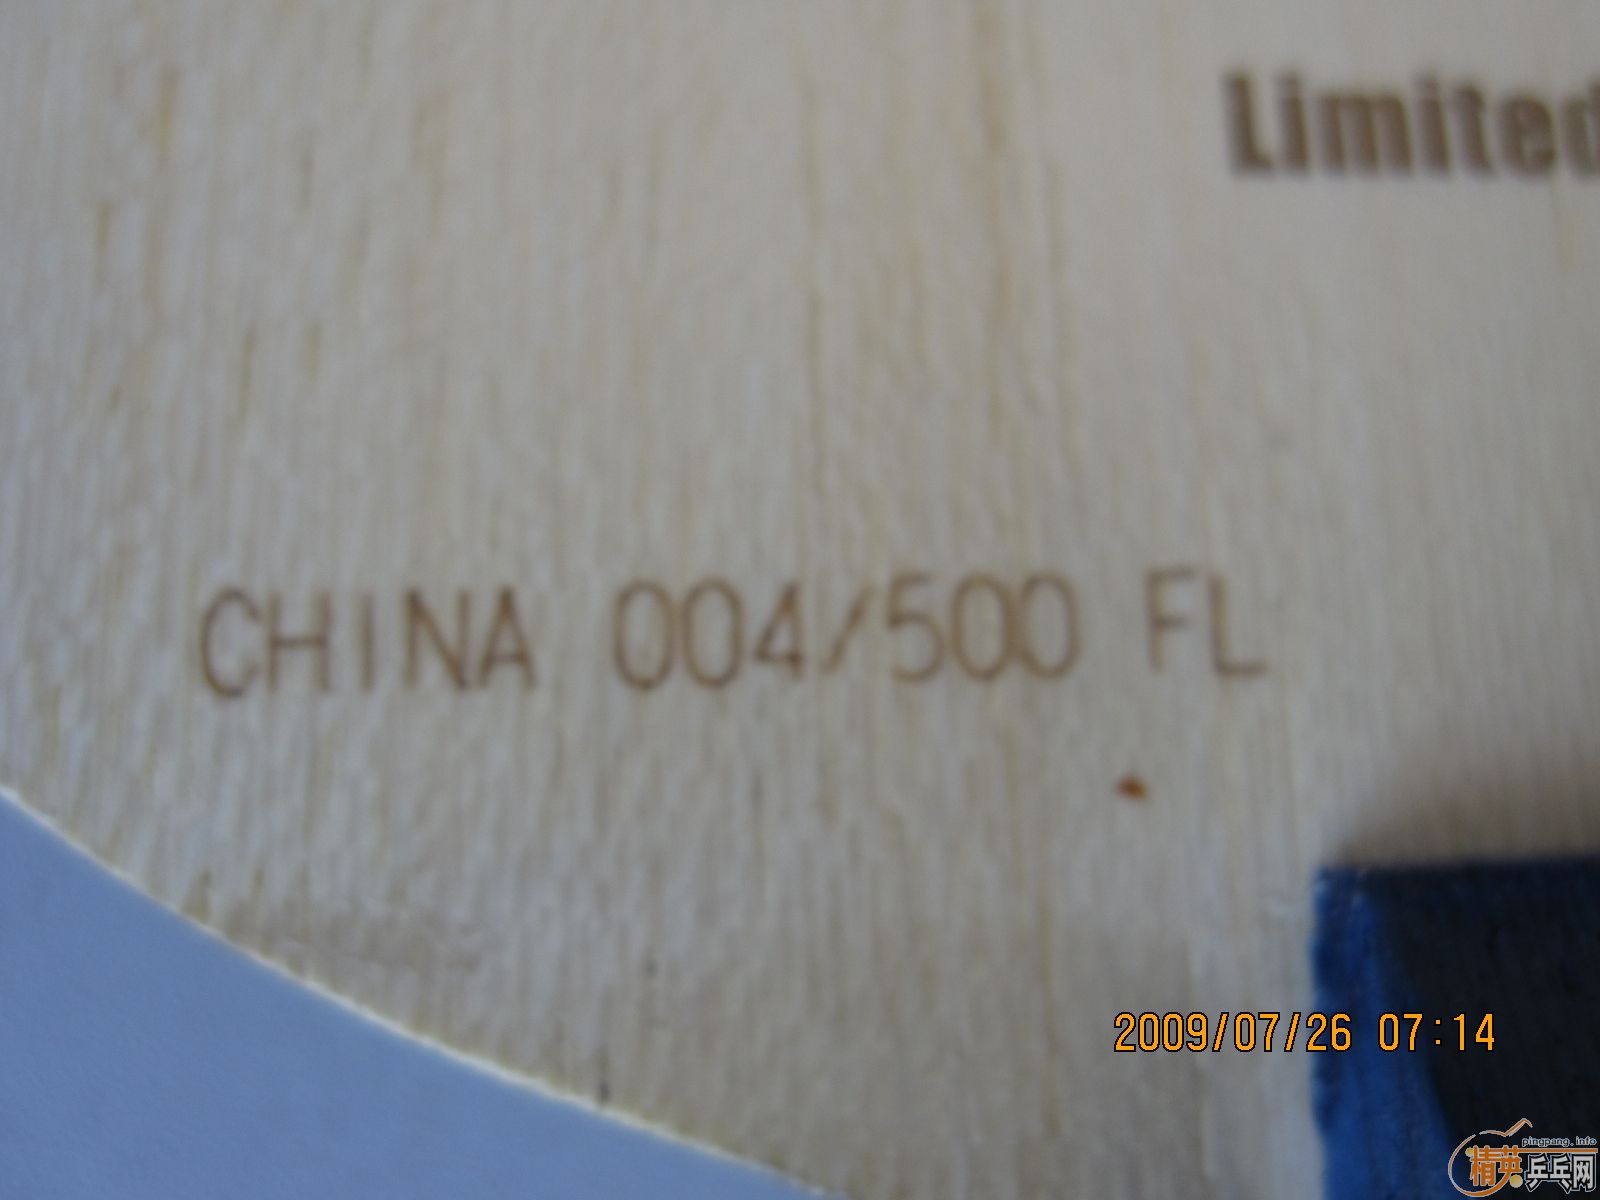 Limited
CHINA 004/500 FL
2009/07/26 07:14
pingpang.info
精英乒乓网